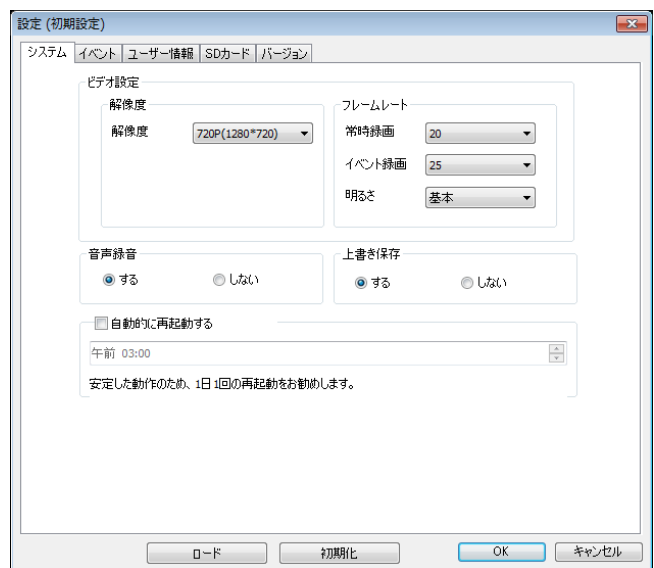 設定 (初期設定)
システム イベント ユーザー情報 SDカード バージョン
ビデオ設定
解像度
解像度 720P(1280*720)
フレームレート
常時録画 20
イベント録画 25
明るさ 基本
音声録音
する しない
上書き保存
する しない
自動的に再起動する
午前 03:00
安定した動作のため、1日1回の再起動をお勧めします。
ロード 初期化 OK キャンセル